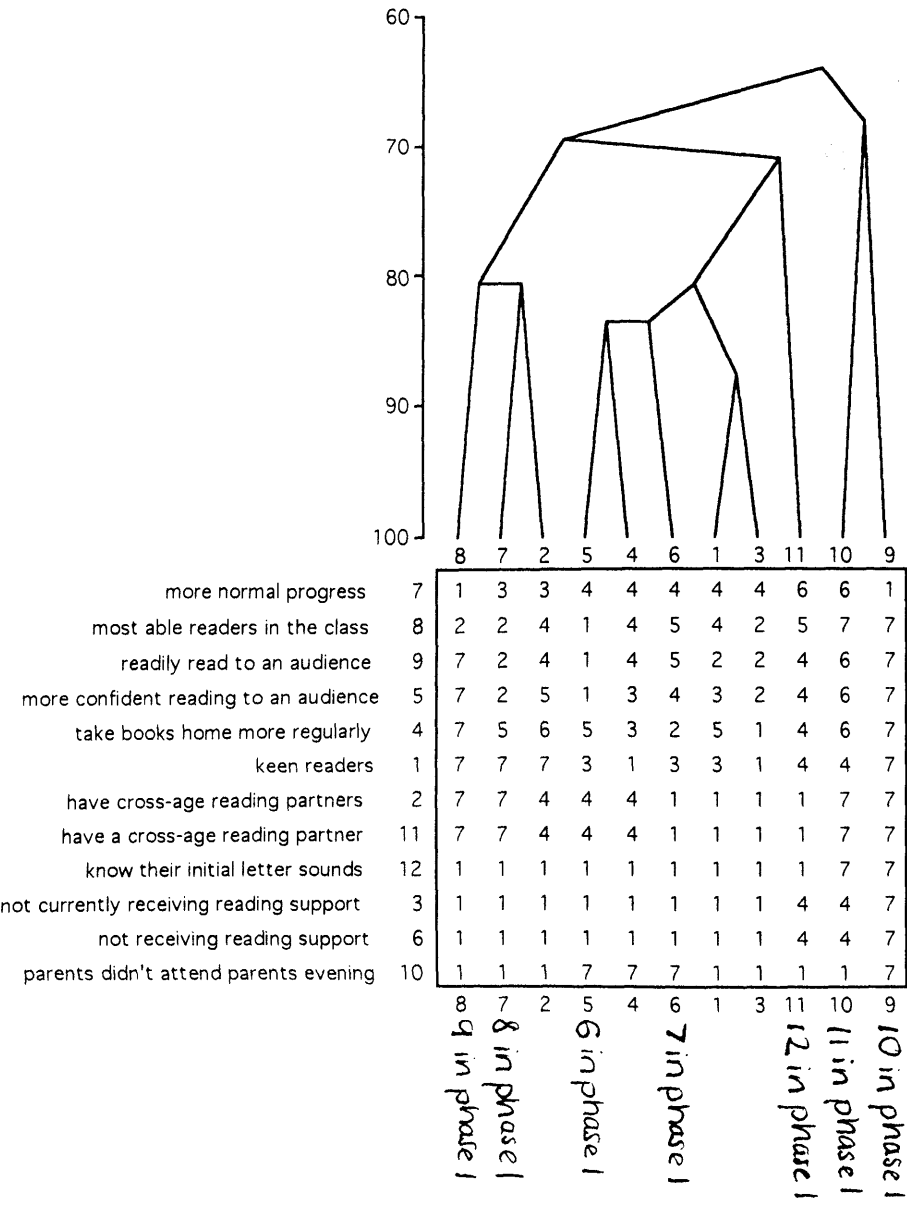 60
70
80
90
100
8 7 2 5 4 6 1 3 11 10 9
more normal progress 7 1 3 3 4 4 4 4 4 6 6 1
most able readers in the class 8 2 2 4 1 4 5 4 2 5 7 7
readily read to an audience 9 7 2 4 1 4 5 2 2 4 6 7
more confident reading to an audience 5 7 2 5 1 3 4 3 2 4 6 7
take books home more regularly 4 7 5 6 5 3 2 5 1 4 6 7
keen readers 1 7 7 7 3 1 3 3 1 4 4 7
have cross-age reading partners 2 7 7 4 4 4 1 1 1 1 7 7
have a cross-age reading partner 11 7 7 4 4 4 1 1 1 1 7 7
know their initial letter sounds 12 1 1 1 1 1 1 1 1 1 7 7
not currently receiving reading support 3 1 1 1 1 1 1 1 1 4 4 7
not receiving reading support 6 1 1 1 1 1 1 1 1 4 4 7
parents didn't attend parents evening 10 1 1 1 7 7 7 1 1 1 1 7
8 7 2 5 4 6 1 3 11 10 9
9 in phase 1
8 in phase 1
6 in phase 1
7 in phase 1
12 in phase 1
11 in phase 1
10 in phase 1